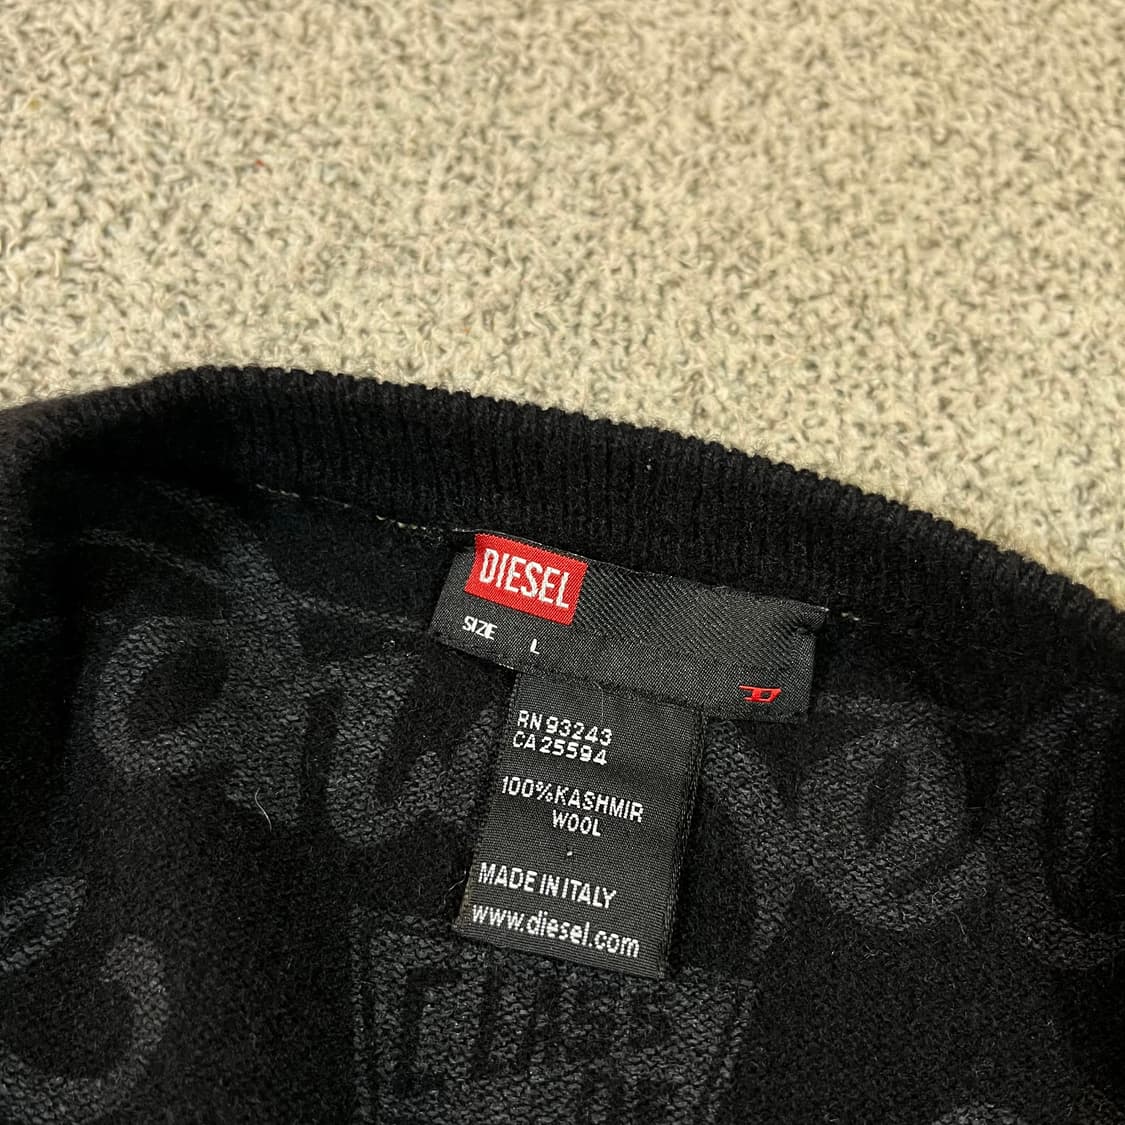 DIESEL
SIZE L
RN 93243
CA 25594
100%KASHMIR
WOOL
MADE IN ITALY
www.diesel.com